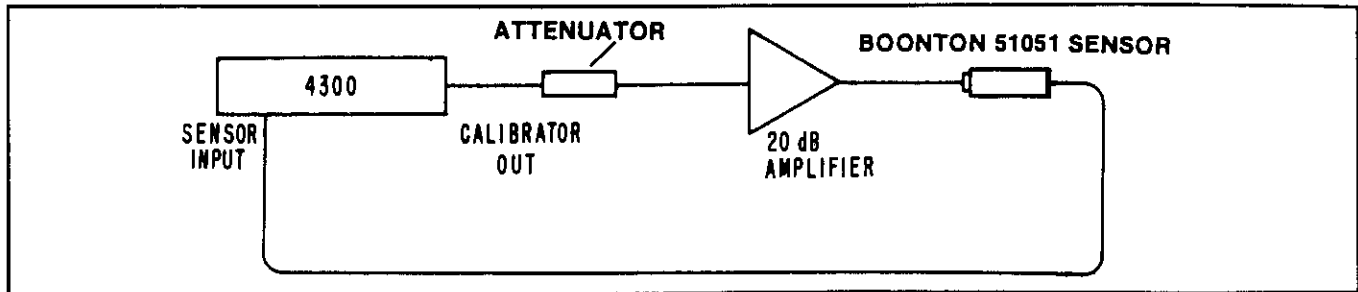 ATTENUATOR
BOONTON 51051 SENSOR
4300
SENSOR
INPUT
CALIBRATOR
OUT
20 dB
AMPLIFIER